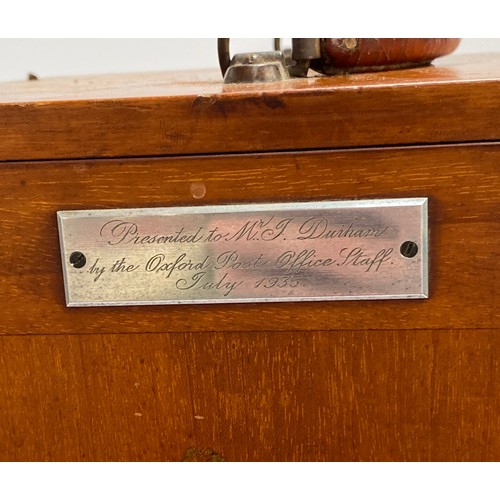 Presented to Mr. J. Durham
by the Oxford Post Office Staff.
July 1935.